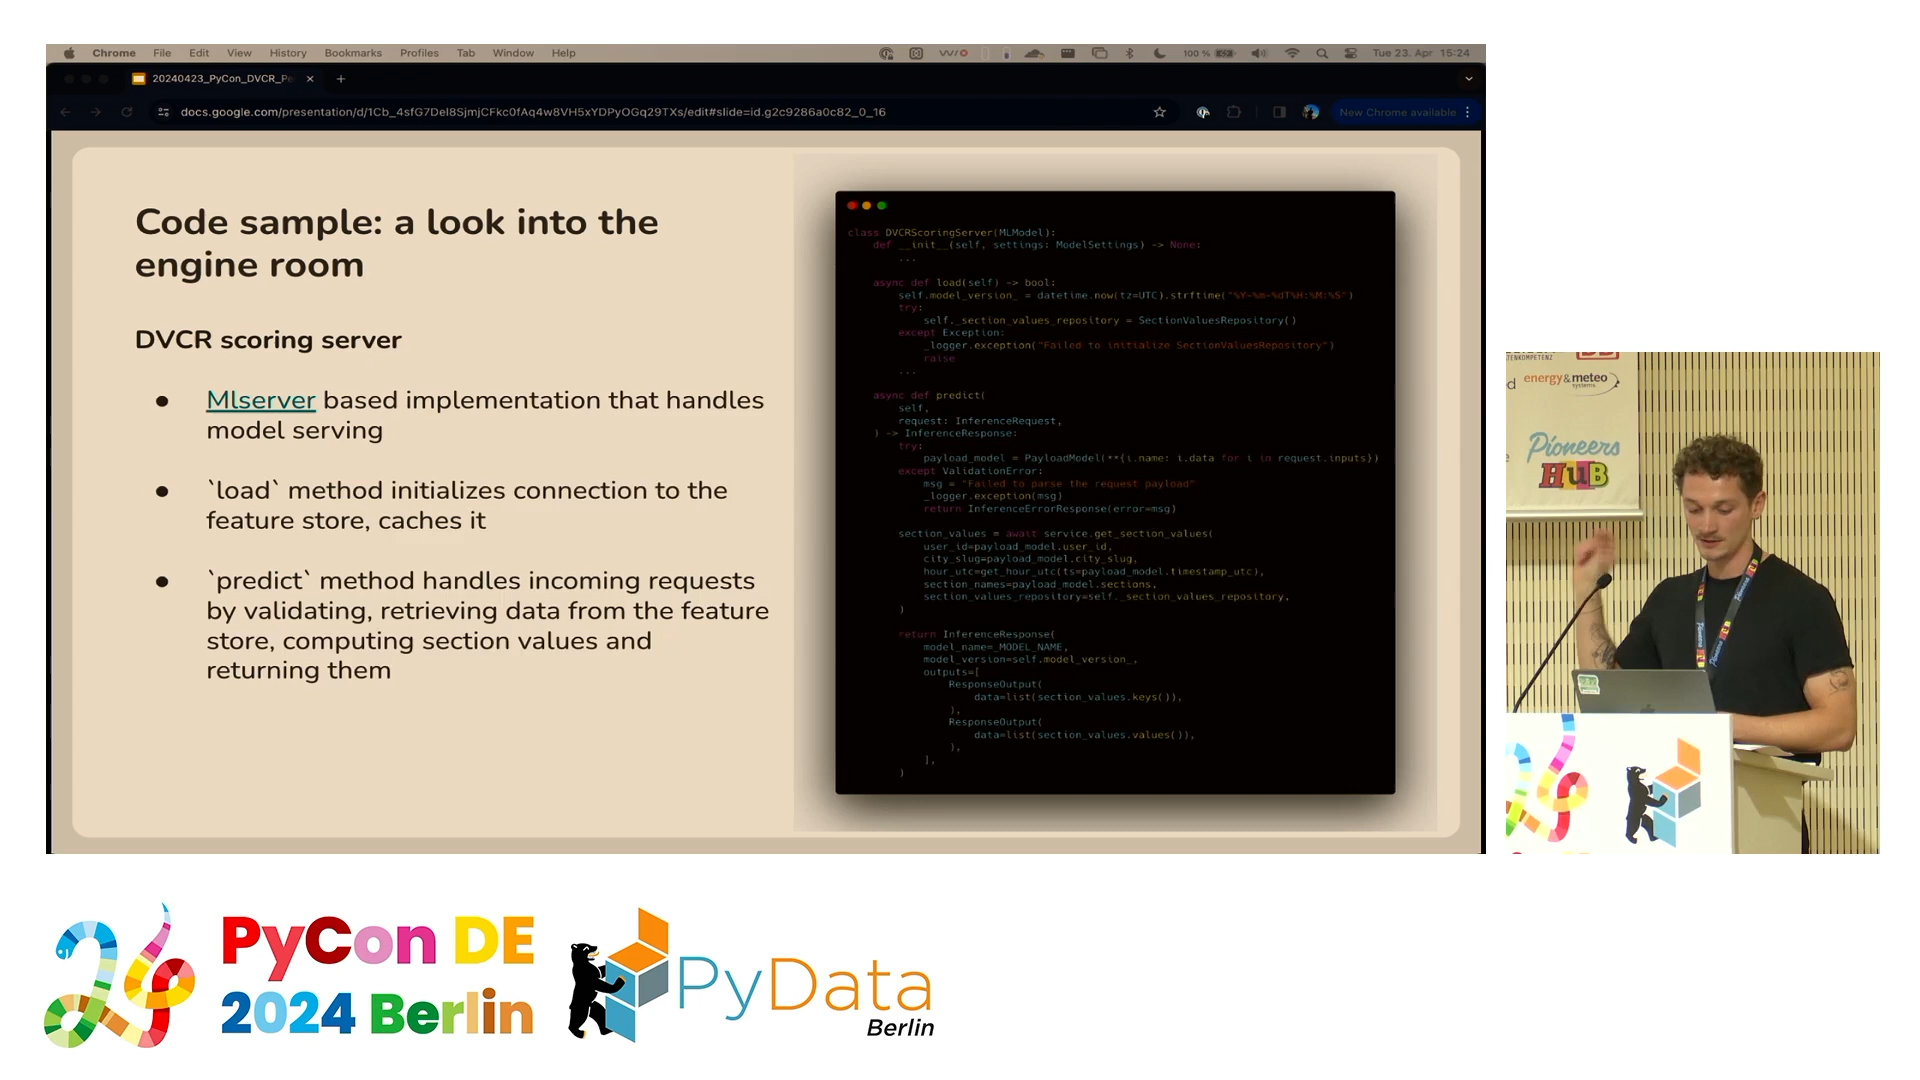 Chrome File Edit View History Bookmarks Profiles Tab Window Help
100 % Tue 23. Apr 15:24
20240423_PyCon_DVCR_Pe
docs.google.com/presentation/d/1Cb_4sfG7Del8SjmjCFkc0fAq4w8VH5xYDPyOGq29TXs/edit#slide=id.g2c9286a0c82_0_16
New Chrome available
Code sample: a look into the
engine room
DVCR scoring server
● Mlserver based implementation that handles
model serving
● `load` method initializes connection to the
feature store, caches it
● `predict` method handles incoming requests
by validating, retrieving data from the feature
store, computing section values and
returning them
class DVCRScoringServer(MLModel):
def __init__(self, settings: ModelSettings) -> None:
...
async def load(self) -> bool:
self.model_version_ = datetime.now(tz=UTC).strftime("%Y-%m-%dT%H:%M:%S")
try:
self._section_values_repository = SectionValuesRepository()
except Exception:
_logger.exception("Failed to initialize SectionValuesRepository")
raise
...
async def predict(
self,
request: InferenceRequest,
) -> InferenceResponse:
try:
payload_model = PayloadModel(**{i.name: i.data for i in request.inputs})
except ValidationError:
msg = "Failed to parse the request payload"
_logger.exception(msg)
return InferenceErrorResponse(error=msg)
section_values = await service.get_section_values(
user_id=payload_model.user_id,
city_slug=payload_model.city_slug,
hour_utc=get_hour_utc(ts=payload_model.timestamp_utc),
section_names=payload_model.sections,
section_values_repository=self._section_values_repository,
)
return InferenceResponse(
model_name=_MODEL_NAME,
model_version=self.model_version_,
outputs=[
ResponseOutput(
data=list(section_values.keys()),
),
ResponseOutput(
data=list(section_values.values()),
),
],
)
energy&meteo
systems
Pioneers
HUB
PyCon DE
2024 Berlin
PyData
Berlin